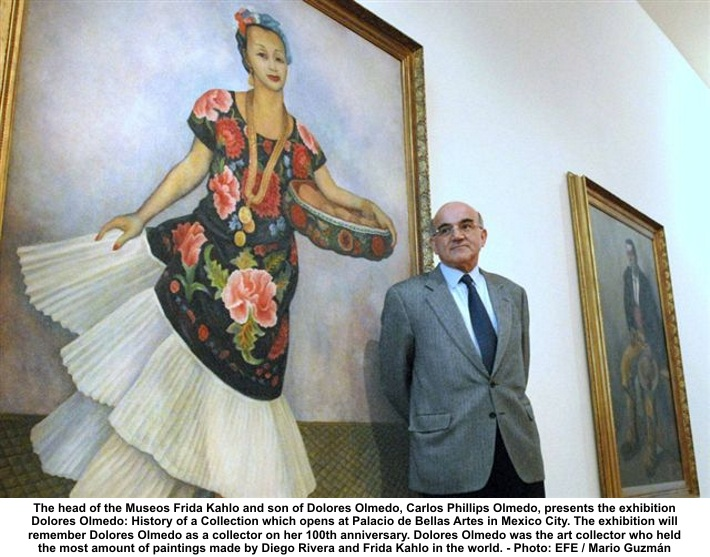 The head of the Museos Frida Kahlo and son of Dolores Olmedo, Carlos Phillips Olmedo, presents the exhibition
Dolores Olmedo: History of a Collection which opens at Palacio de Bellas Artes in Mexico City. The exhibition will
remember Dolores Olmedo as a collector on her 100th anniversary. Dolores Olmedo was the art collector who held
the most amount of paintings made by Diego Rivera and Frida Kahlo in the world. - Photo: EFE / Mario Guzmán